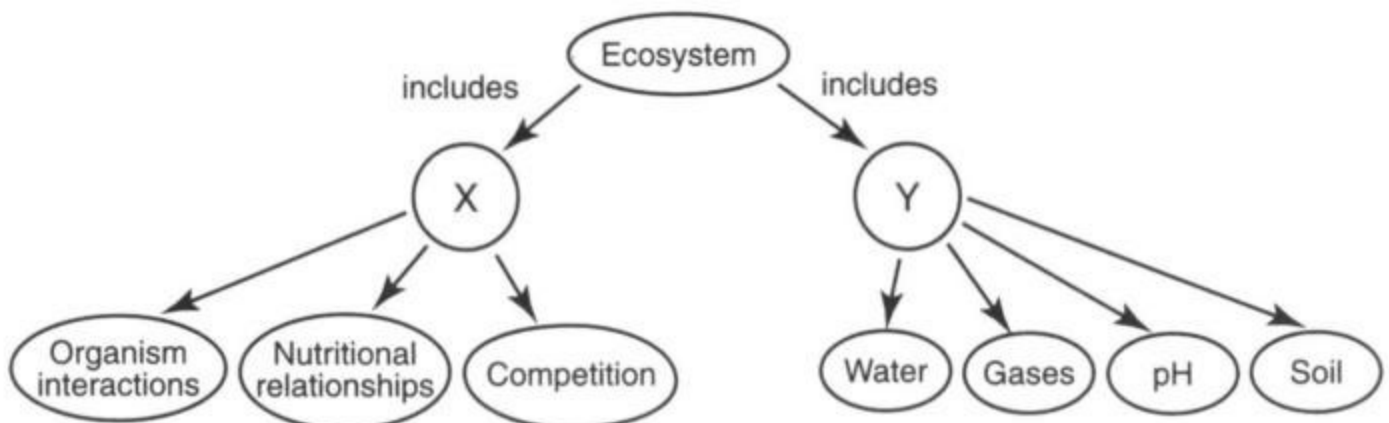 Ecosystem
includes
includes
X
Y
Organism
interactions
Nutritional
relationships
Competition
Water
Gases
pH
Soil